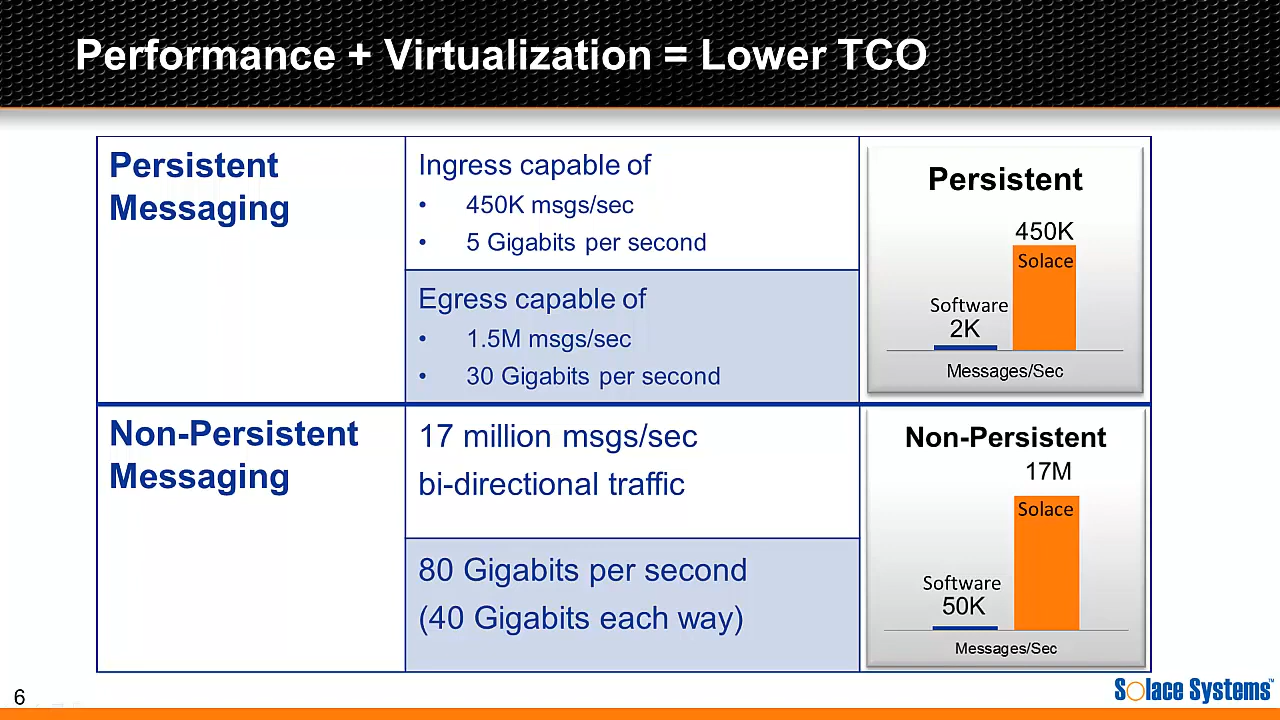 Performance + Virtualization = Lower TCO
Persistent
Messaging
Ingress capable of
• 450K msgs/sec
• 5 Gigabits per second
Egress capable of
• 1.5M msgs/sec
• 30 Gigabits per second
Persistent
450K
Solace
Software
2K
Messages/Sec
Non-Persistent
Messaging
17 million msgs/sec
bi-directional traffic
80 Gigabits per second
(40 Gigabits each way)
Non-Persistent
17M
Solace
Software
50K
Messages/Sec
6
Solace Systems™